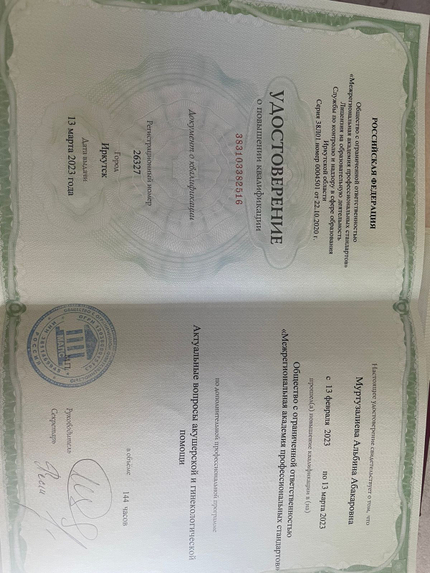 РОССИЙСКАЯ ФЕДЕРАЦИЯ
Общество с ограниченной ответственностью
«Межрегиональная академия профессиональных стандартов»
Лицензия на образовательную деятельность
Службы по контролю и надзору в сфере образования
Иркутской области
Серия 38Л01 номер 0004501 от 22.10.2020 г.
УДОСТОВЕРЕНИЕ
о повышении квалификации
383103382516
Документ о квалификации
Регистрационный номер
26327
Город
Иркутск
Дата выдачи
13 марта 2023 года
Настоящее удостоверение свидетельствует о том, что
Муртузалиева Альбина Абакаровна
с 13 февраля 2023 по 13 марта 2023
прошел(а) повышение квалификации в (на)
Общество с ограниченной ответственностью
«Межрегиональная академия профессиональных стандартов»
по дополнительной профессиональной программе
Актуальные вопросы акушерской и гинекологической
помощи
в объёме 144 часов
Руководитель
Секретарь